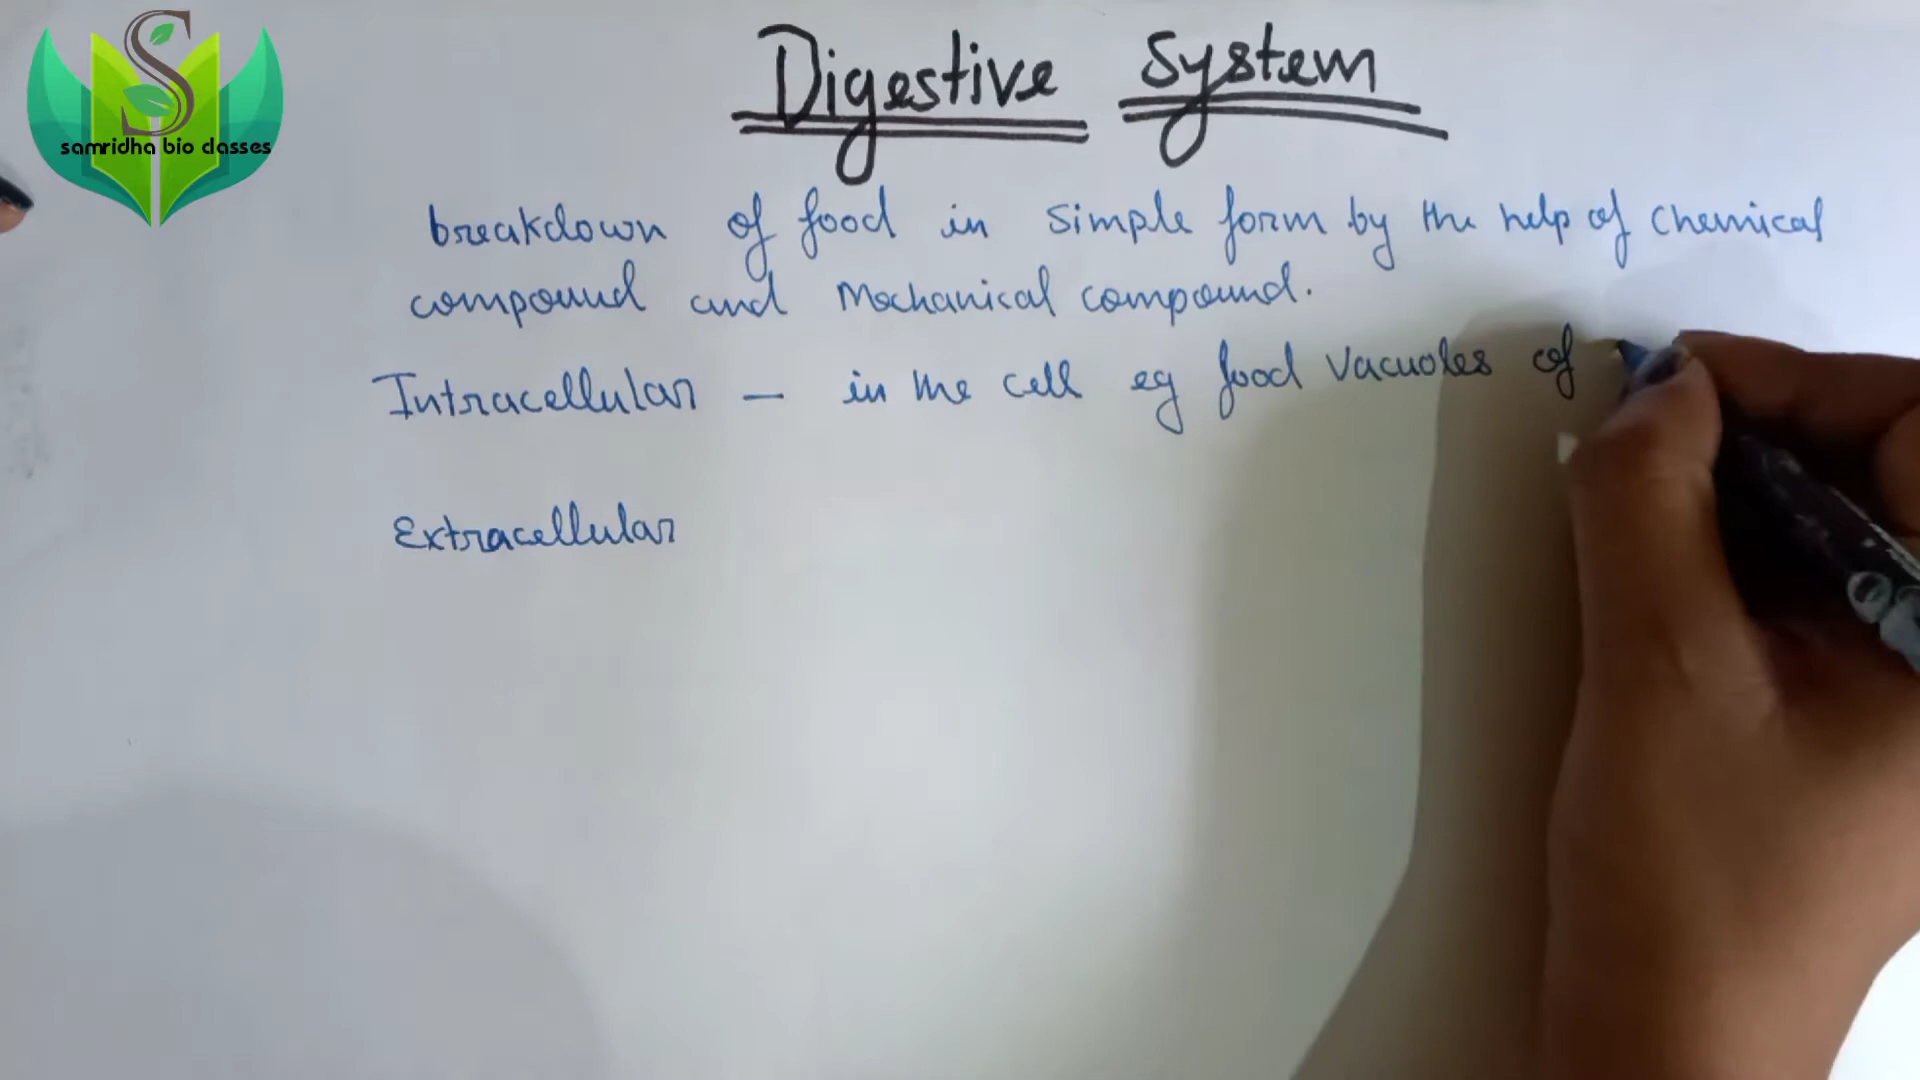 S
samridha bio classes
Digestive System
breakdown of food in simple form by the help of chemical
compound and Mechanical compound.
Intracellular — in the cell eg food vacuoles of
Extracellular